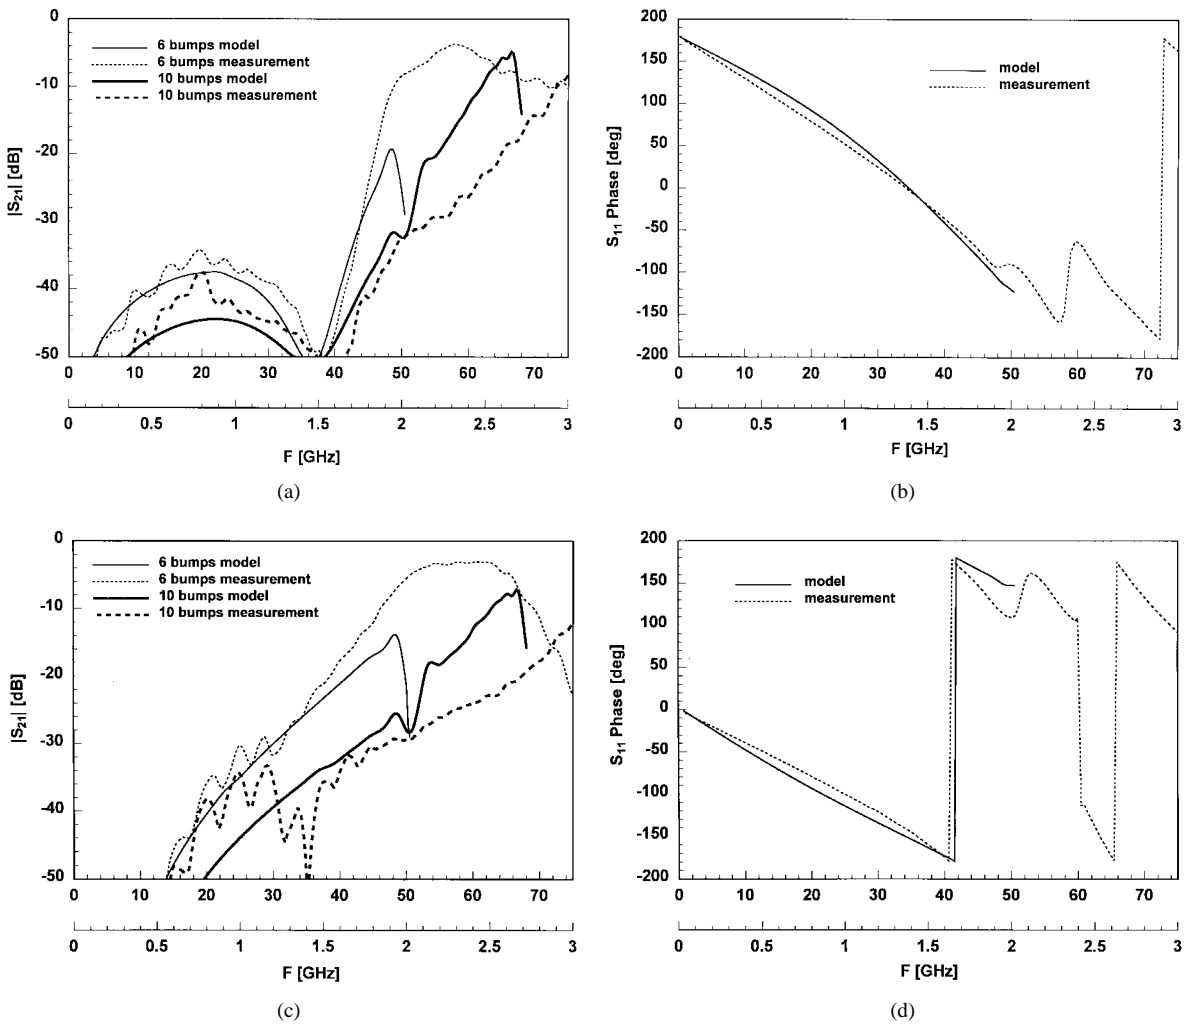 0
-10
-20
-30
-40
-50
|S21| [dB]
6 bumps model
6 bumps measurement
10 bumps model
10 bumps measurement
0 10 20 30 40 50 60 70
0 0.5 1 1.5 2 2.5 3
F [GHz]
(a)
200
150
100
50
0
-50
-100
-150
-200
S11 Phase [deg]
model
measurement
0 10 20 30 40 50 60 70
0 0.5 1 1.5 2 2.5 3
F [GHz]
(b)
0
-10
-20
-30
-40
-50
|S21| [dB]
6 bumps model
6 bumps measurement
10 bumps model
10 bumps measurement
0 10 20 30 40 50 60 70
0 0.5 1 1.5 2 2.5 3
F [GHz]
(c)
200
150
100
50
0
-50
-100
-150
-200
S11 Phase [deg]
model
measurement
0 10 20 30 40 50 60 70
0 0.5 1 1.5 2 2.5 3
F [GHz]
(d)